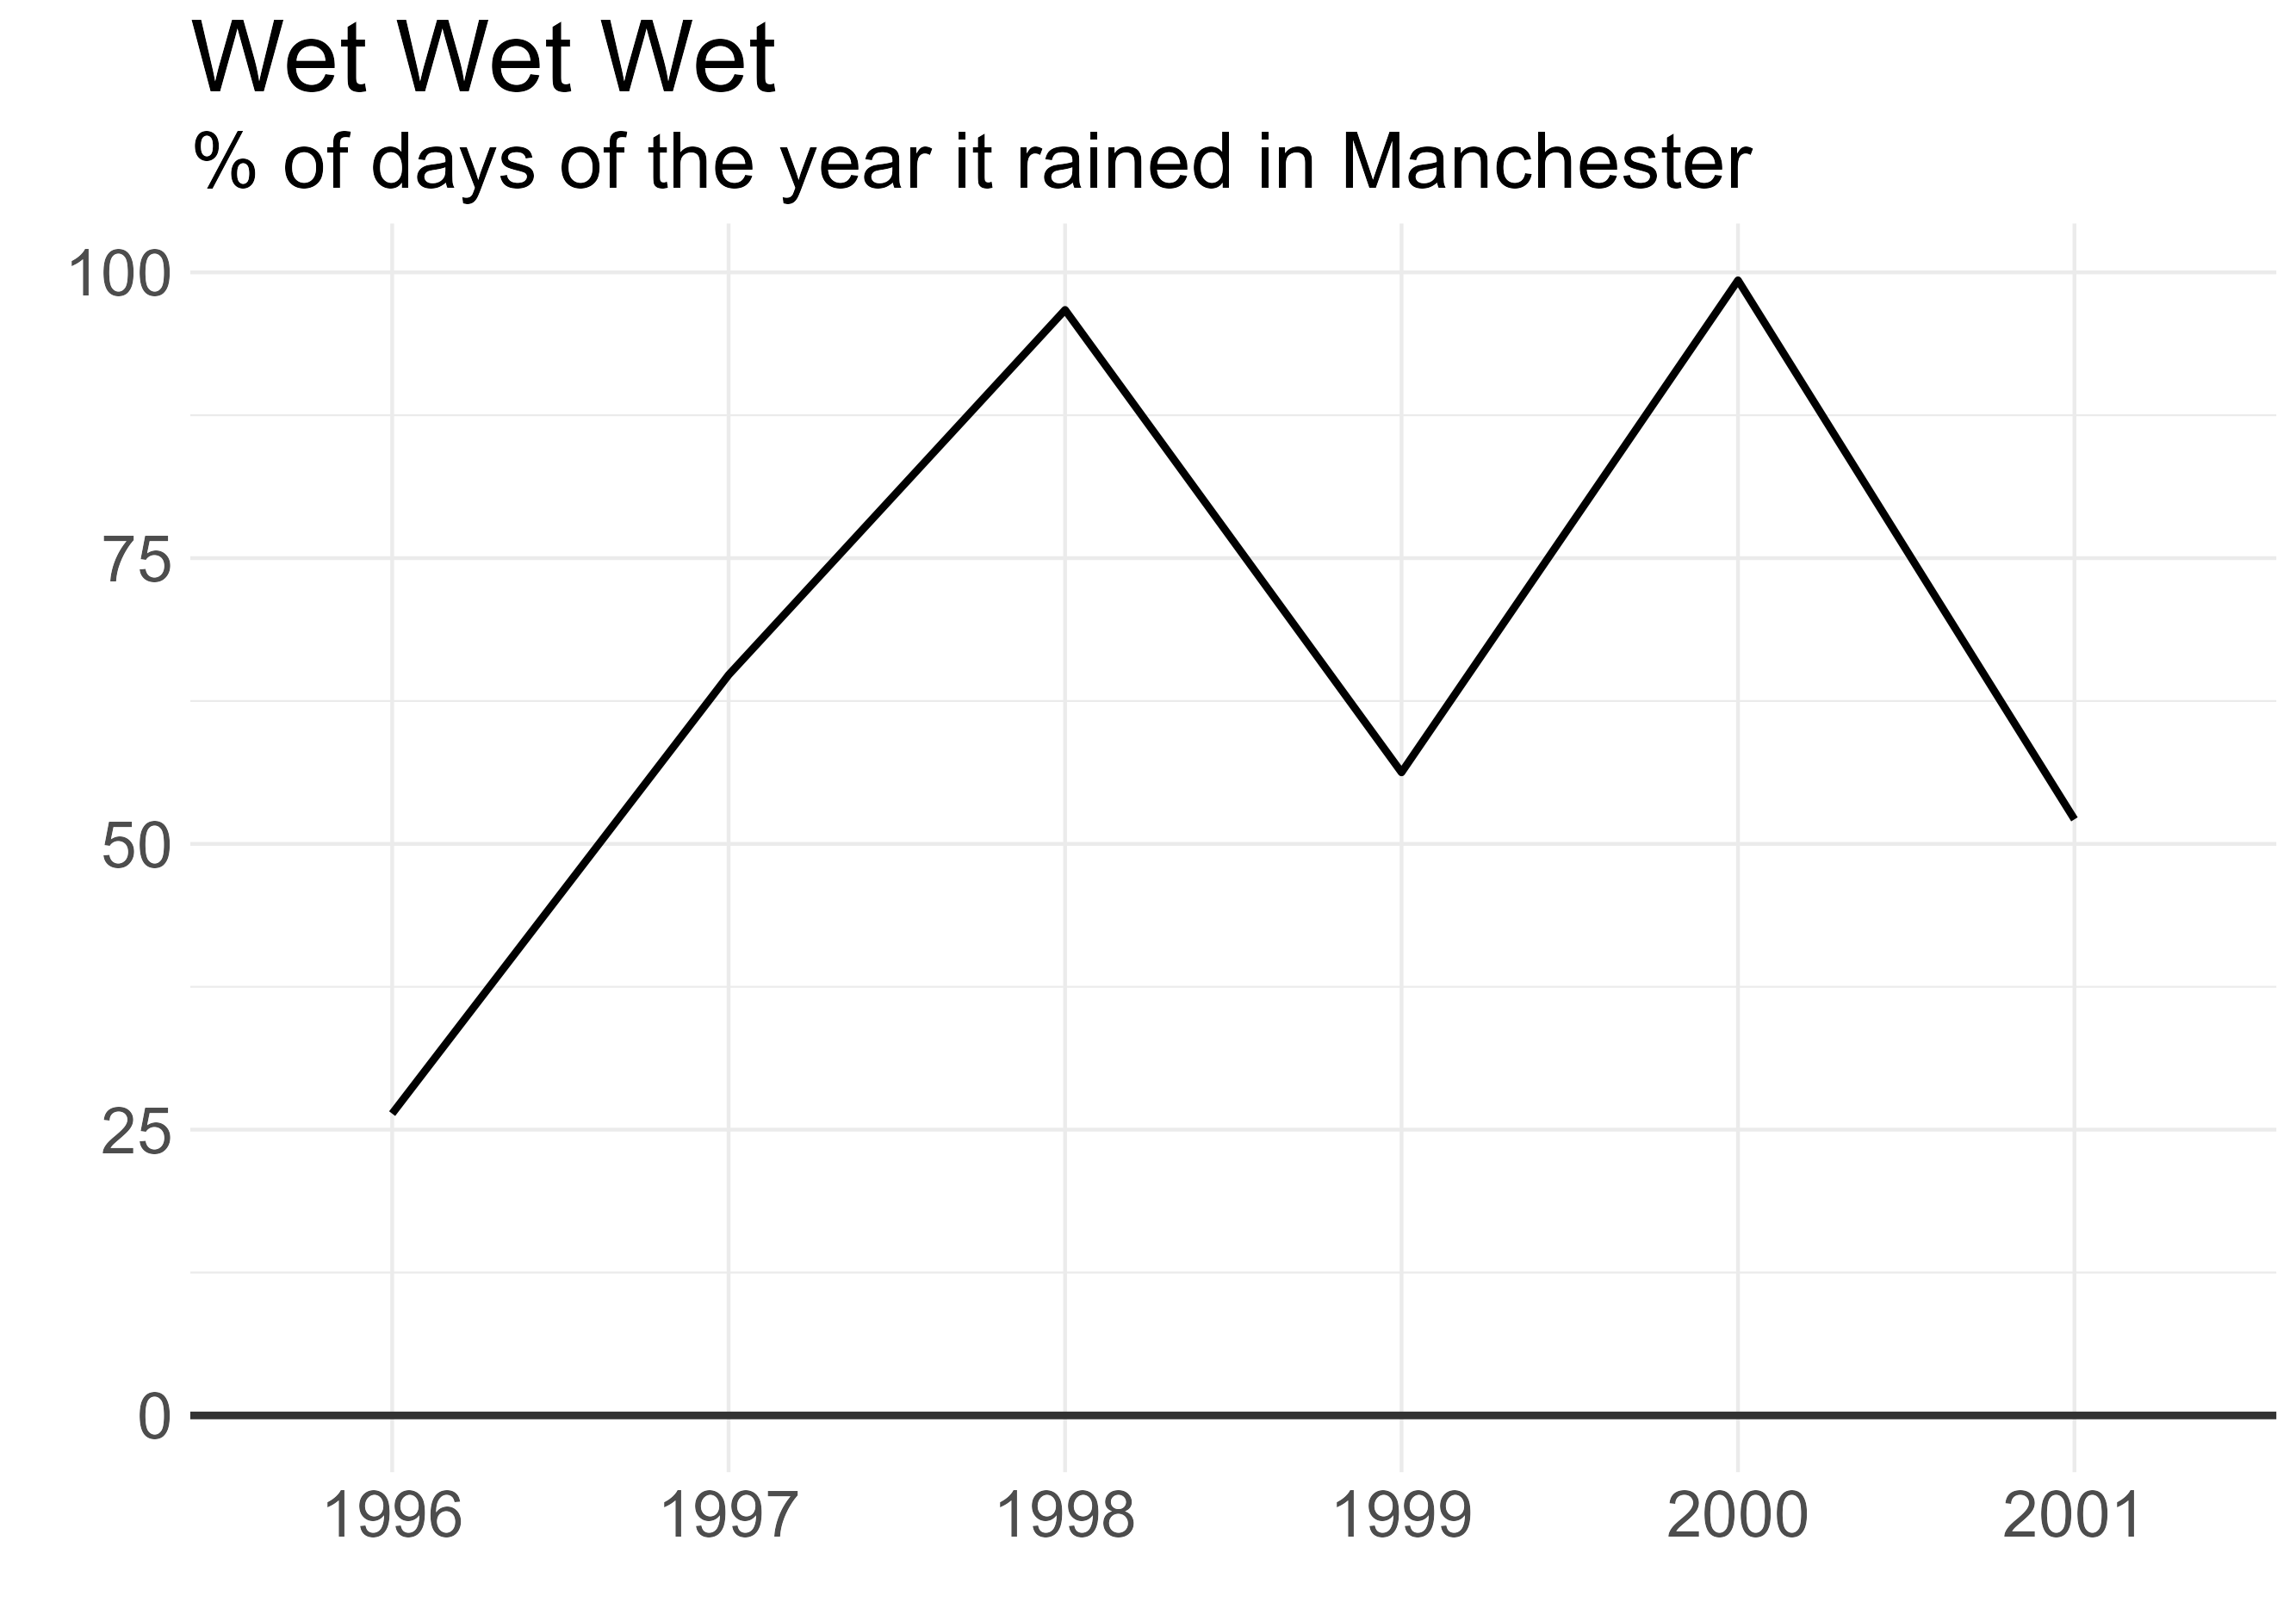 Wet Wet Wet
% of days of the year it rained in Manchester
100
75
50
25
0
1996 1997 1998 1999 2000 2001